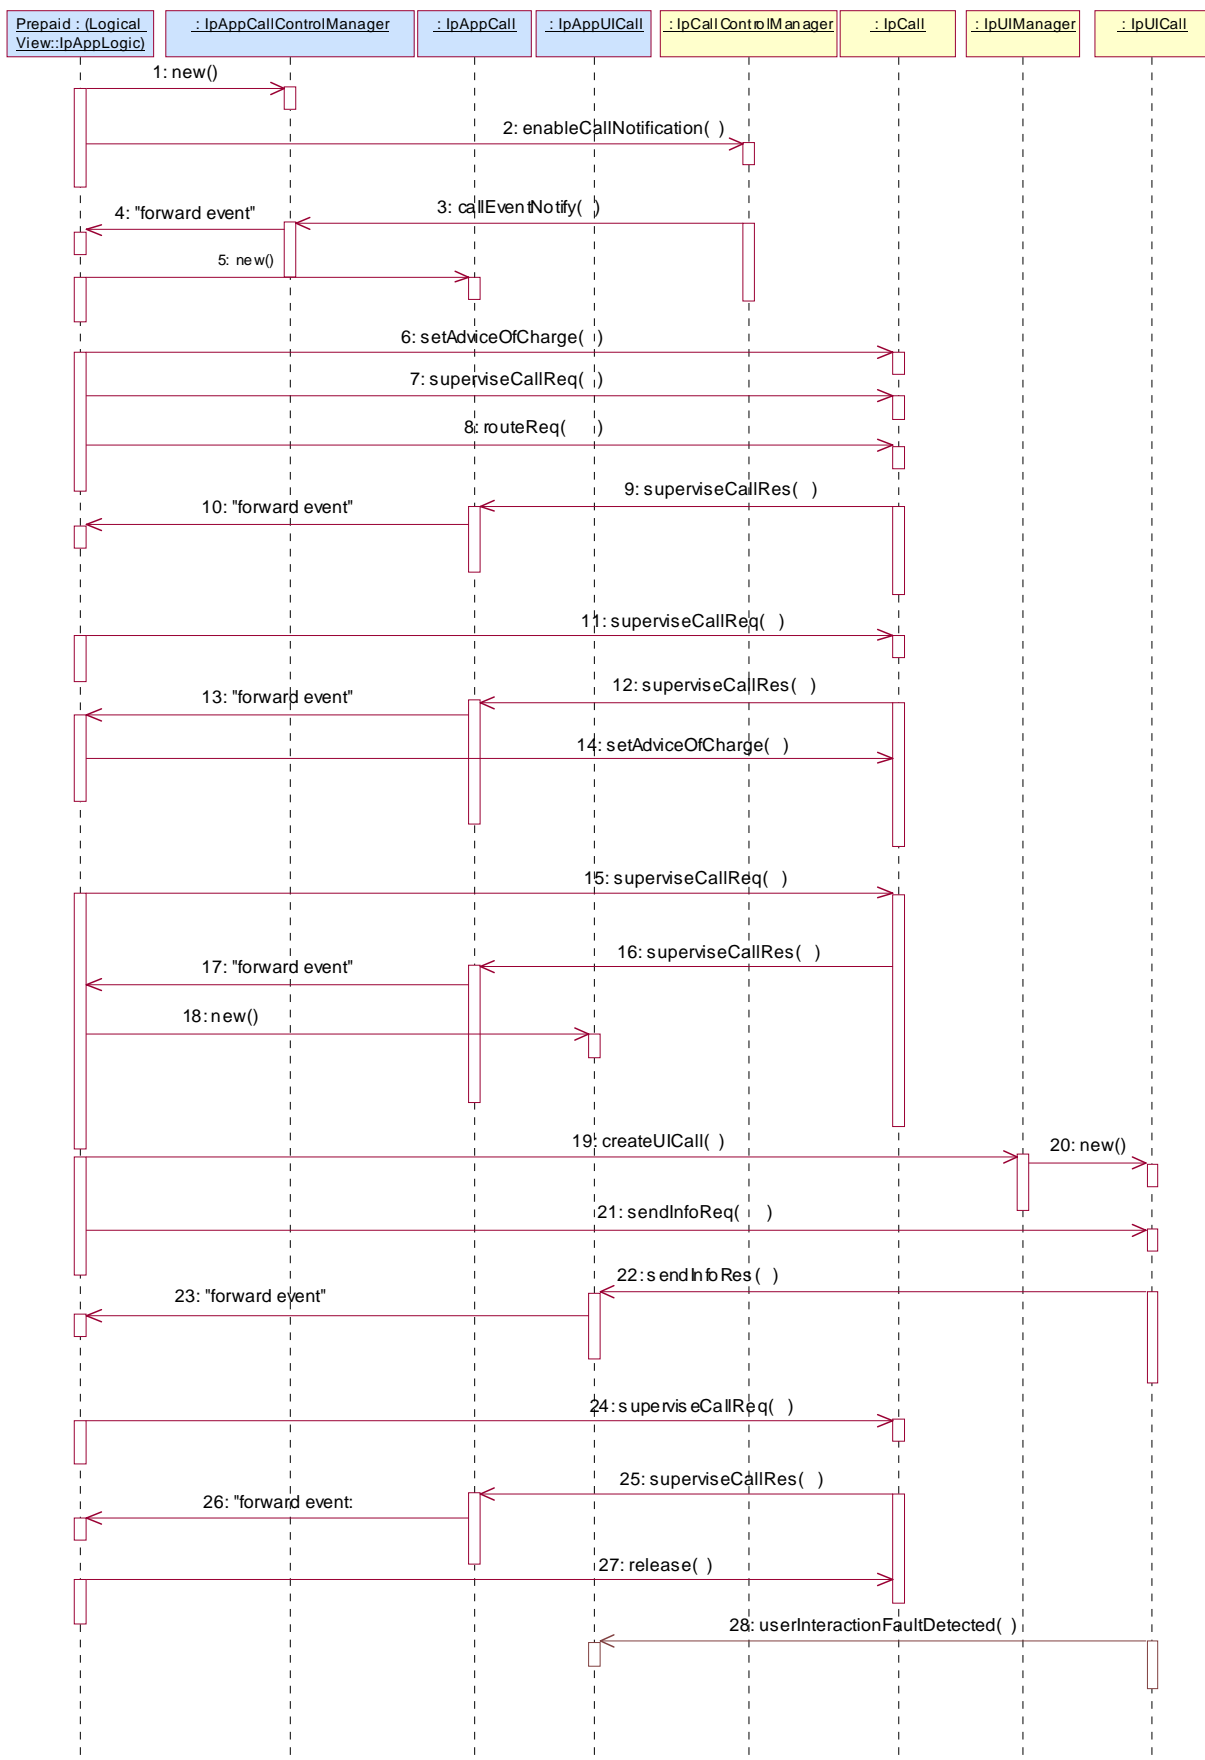 Prepaid : (Logical
View::IpAppLogic)
: IpAppCallControlManager
: IpAppCall
: IpAppUICall
: IpCallControlManager
: IpCall
: IpUIManager
: IpUICall
1: new()
2: enableCallNotification( )
3: callEventNotify( )
4: "forward event"
5: new()
6: setAdviceOfCharge( )
7: superviseCallReq( )
8: routeReq( )
9: superviseCallRes( )
10: "forward event"
11: superviseCallReq( )
12: superviseCallRes( )
13: "forward event"
14: setAdviceOfCharge( )
15: superviseCallReq( )
16: superviseCallRes( )
17: "forward event"
18: new()
19: createUICall( )
20: new()
21: sendInfoReq( )
22: sendInfoRes( )
23: "forward event"
24: superviseCallReq( )
25: superviseCallRes( )
26: "forward event:
27: release( )
28: userInteractionFaultDetected( )